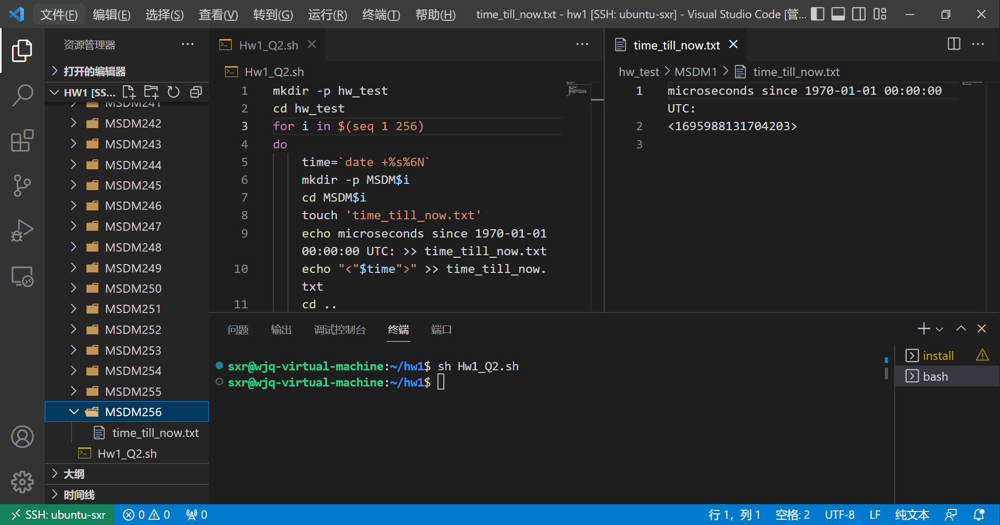 文件(F) 编辑(E) 选择(S) 查看(V) 转到(G) 运行(R) 终端(T) 帮助(H) time_till_now.txt - hw1 [SSH: ubuntu-sxr] - Visual Studio Code [管...
资源管理器
打开的编辑器
HW1 [SS...
MSDM241
MSDM242
MSDM243
MSDM244
MSDM245
MSDM246
MSDM247
MSDM248
MSDM249
MSDM250
MSDM251
MSDM252
MSDM253
MSDM254
MSDM255
MSDM256
time_till_now.txt
Hw1_Q2.sh
大纲
时间线
Hw1_Q2.sh
Hw1_Q2.sh
1 mkdir -p hw_test
2 cd hw_test
3 for i in $(seq 1 256)
4 do
5 time=`date +%s%6N`
6 mkdir -p MSDM$i
7 cd MSDM$i
8 touch 'time_till_now.txt'
9 echo microseconds since 1970-01-01
00:00:00 UTC: >> time_till_now.txt
10 echo "<"$time">" >> time_till_now.
txt
11 cd ..
time_till_now.txt
hw_test > MSDM1 > time_till_now.txt
1 microseconds since 1970-01-01 00:00:00
UTC:
2 <1695988131704203>
3
问题 输出 调试控制台 终端 端口
sxr@wjq-virtual-machine:~/hw1$ sh Hw1_Q2.sh
sxr@wjq-virtual-machine:~/hw1$
install
bash
SSH: ubuntu-sxr 0 0 0 行 1，列 1 空格: 2 UTF-8 LF 纯文本